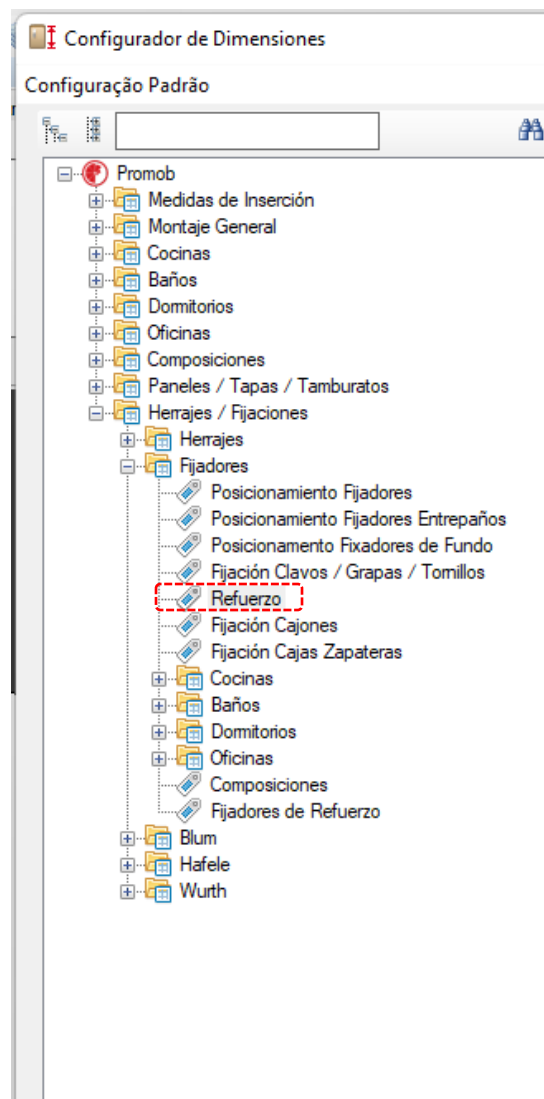 Configurador de Dimensiones
Configuração Padrão
Promob
Medidas de Inserción
Montaje General
Cocinas
Baños
Dormitorios
Oficinas
Composiciones
Paneles / Tapas / Tamburatos
Herrajes / Fijaciones
Herrajes
Fijadores
Posicionamiento Fijadores
Posicionamiento Fijadores Entrepaños
Posicionamento Fixadores de Fundo
Fijación Clavos / Grapas / Tornillos
Refuerzo
Fijación Cajones
Fijación Cajas Zapateras
Cocinas
Baños
Dormitorios
Oficinas
Composiciones
Fijadores de Refuerzo
Blum
Hafele
Wurth